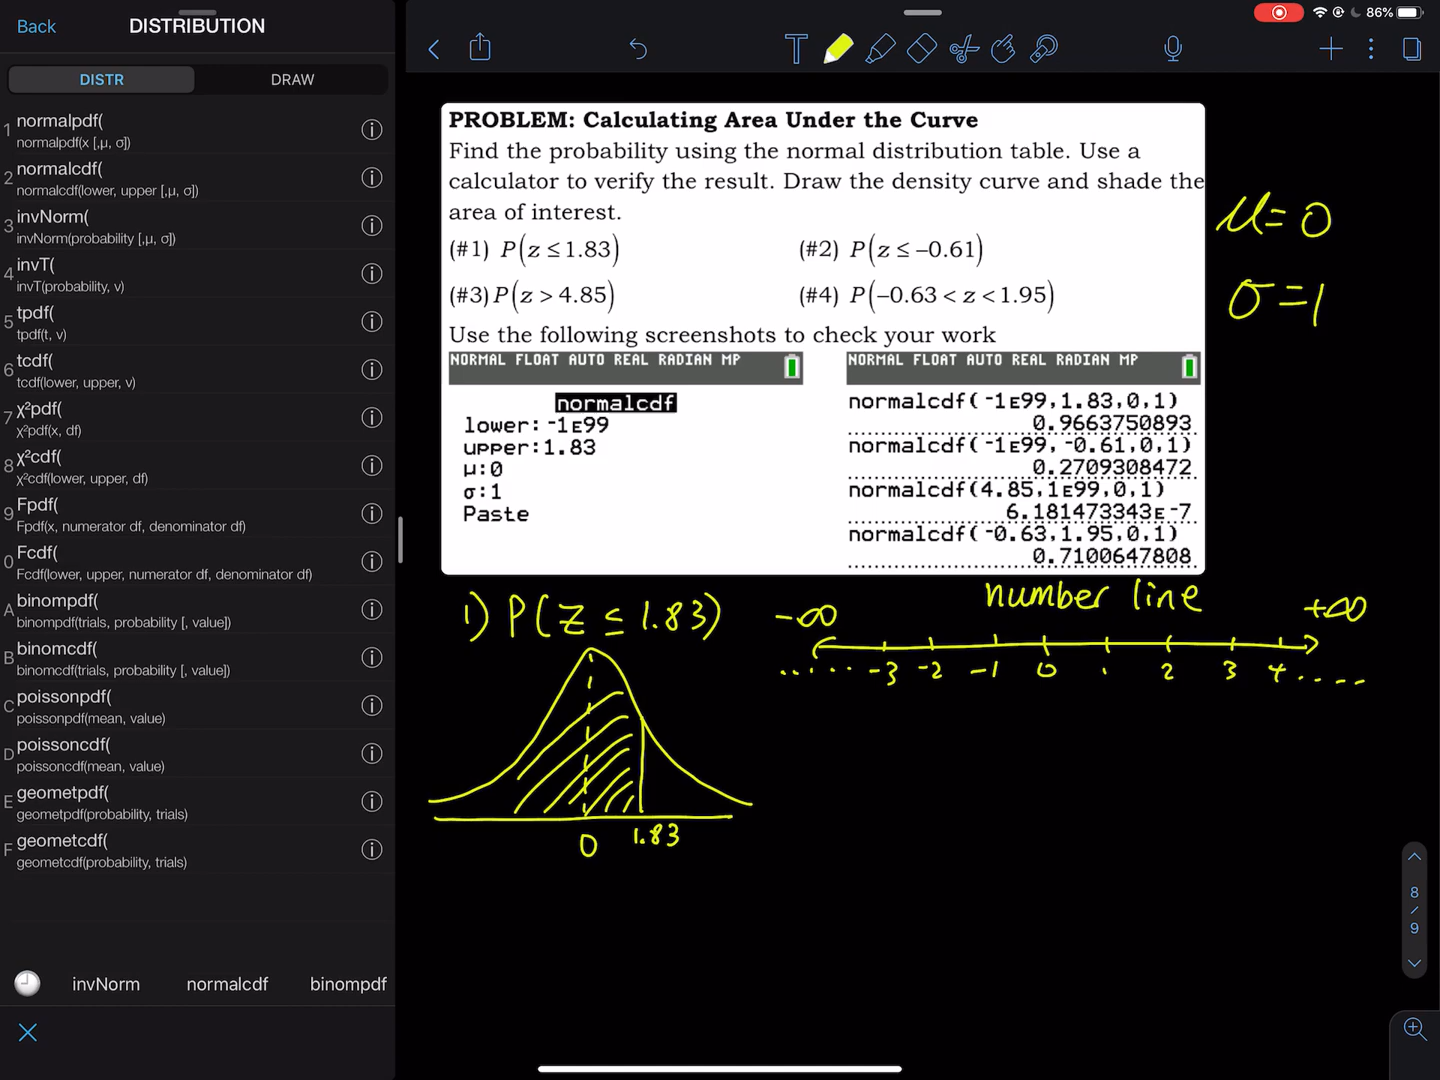 86%
Back
DISTRIBUTION
DISTR
DRAW
1 normalpdf(
normalpdf(x [,μ, σ])
2 normalcdf(
normalcdf(lower, upper [,μ, σ])
3 invNorm(
invNorm(probability [,μ, σ])
4 invT(
invT(probability, ν)
5 tpdf(
tpdf(t, ν)
6 tcdf(
tcdf(lower, upper, ν)
7 χ²pdf(
χ²pdf(x, df)
8 χ²cdf(
χ²cdf(lower, upper, df)
9 Fpdf(
Fpdf(x, numerator df, denominator df)
0 Fcdf(
Fcdf(lower, upper, numerator df, denominator df)
A binompdf(
binompdf(trials, probability [, value])
B binomcdf(
binomcdf(trials, probability [, value])
C poissonpdf(
poissonpdf(mean, value)
D poissoncdf(
poissoncdf(mean, value)
E geometpdf(
geometpdf(probability, trials)
F geometcdf(
geometcdf(probability, trials)
invNorm normalcdf binompdf
PROBLEM: Calculating Area Under the Curve
Find the probability using the normal distribution table. Use a
calculator to verify the result. Draw the density curve and shade the
area of interest.
(#1) P(z ≤ 1.83) (#2) P(z ≤ –0.61)
(#3) P(z > 4.85) (#4) P(–0.63 < z < 1.95)
Use the following screenshots to check your work
NORMAL FLOAT AUTO REAL RADIAN MP
normalcdf
lower:-1E99
upper:1.83
μ:0
σ:1
Paste
NORMAL FLOAT AUTO REAL RADIAN MP
normalcdf(-1E99,1.83,0,1)
0.9663750893
normalcdf(-1E99,-0.61,0,1)
0.2709308472
normalcdf(4.85,1E99,0,1)
6.181473343E-7
normalcdf(-0.63,1.95,0,1)
0.7100647808
μ = 0
σ = 1
1) P(Z ≤ 1.83)
0 1.83
number line
-∞ +∞
...... -3 -2 -1 0 1 2 3 4 .....
8
/
9